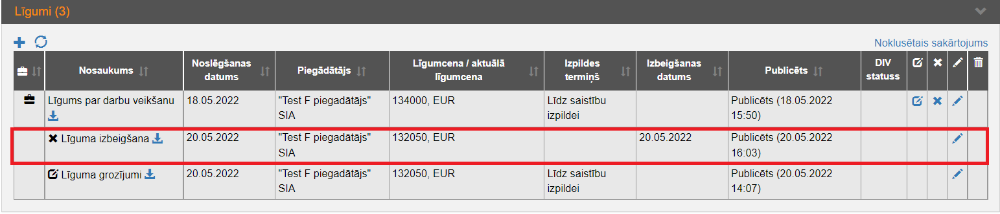 Līgumi (3)
Noklusētais sakārtojums
Nosaukums
Noslēgšanas
datums
Piegādātājs
Līgumcena / aktuālā
līgumcena
Izpildes
termiņš
Izbeigšanas
datums
Publicēts
DIV
statuss
Līgums par darbu veikšanu
18.05.2022
"Test F piegadātājs"
SIA
134000, EUR
Līdz saistību
izpildei
Publicēts (18.05.2022
15:50)
Līguma izbeigšana
20.05.2022
"Test F piegadātājs"
SIA
132050, EUR
20.05.2022
Publicēts (20.05.2022
16:03)
Līguma grozījumi
20.05.2022
"Test F piegadātājs"
SIA
132050, EUR
Līdz saistību
izpildei
Publicēts (20.05.2022
14:07)